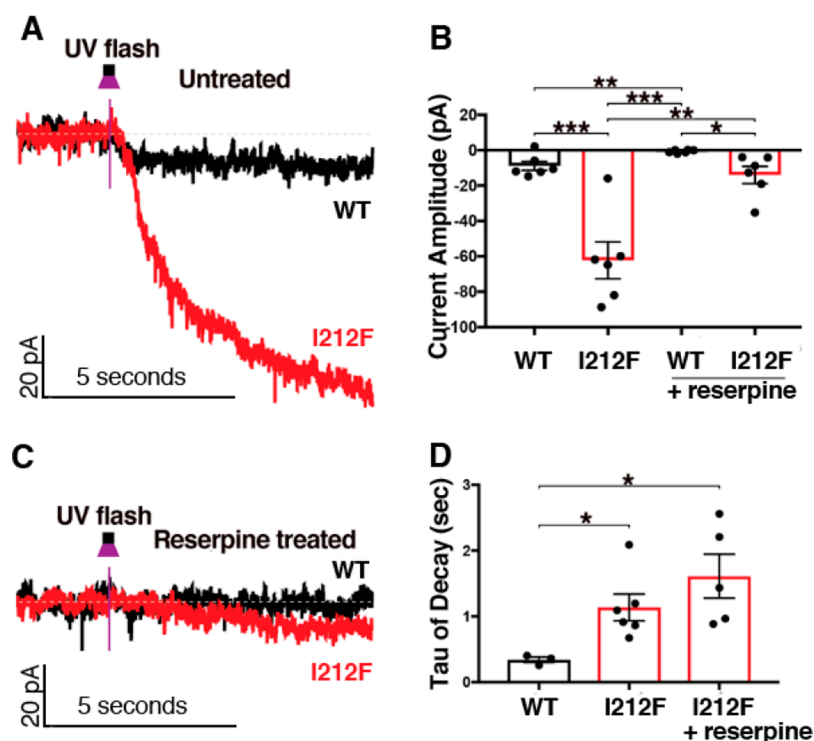 A
UV flash
Untreated
WT
I212F
20 pA
5 seconds
B
Current Amplitude (pA)
20
0
-20
-40
-60
-80
-100
**
***
**
***
*
WT
I212F
WT
I212F
+ reserpine
C
UV flash
Reserpine treated
WT
I212F
20 pA
5 seconds
D
Tau of Decay (sec)
3
2
1
0
*
*
WT
I212F
I212F
+ reserpine